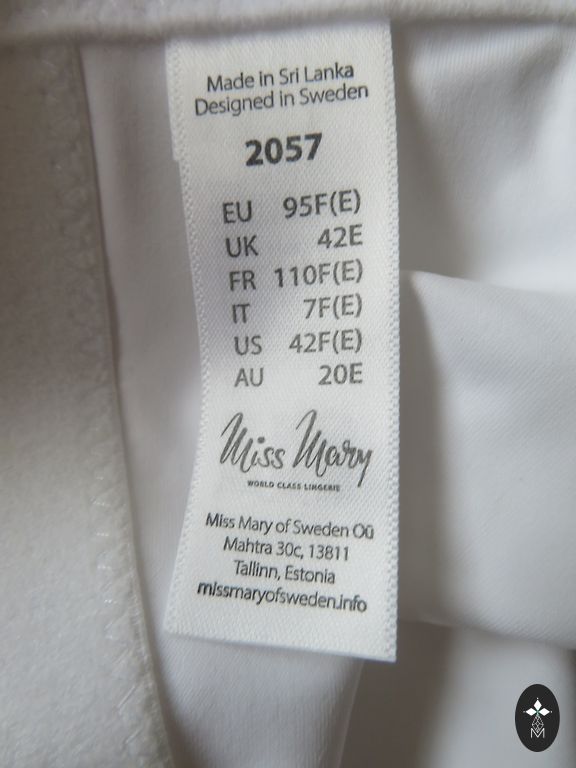 Made in Sri Lanka
Designed in Sweden
2057
EU 95F(E)
UK 42E
FR 110F(E)
IT 7F(E)
US 42F(E)
AU 20E
Miss Mary
WORLD CLASS LINGERIE
Miss Mary of Sweden Oü
Mahtra 30c, 13811
Tallinn, Estonia
missmaryofsweden.info
M